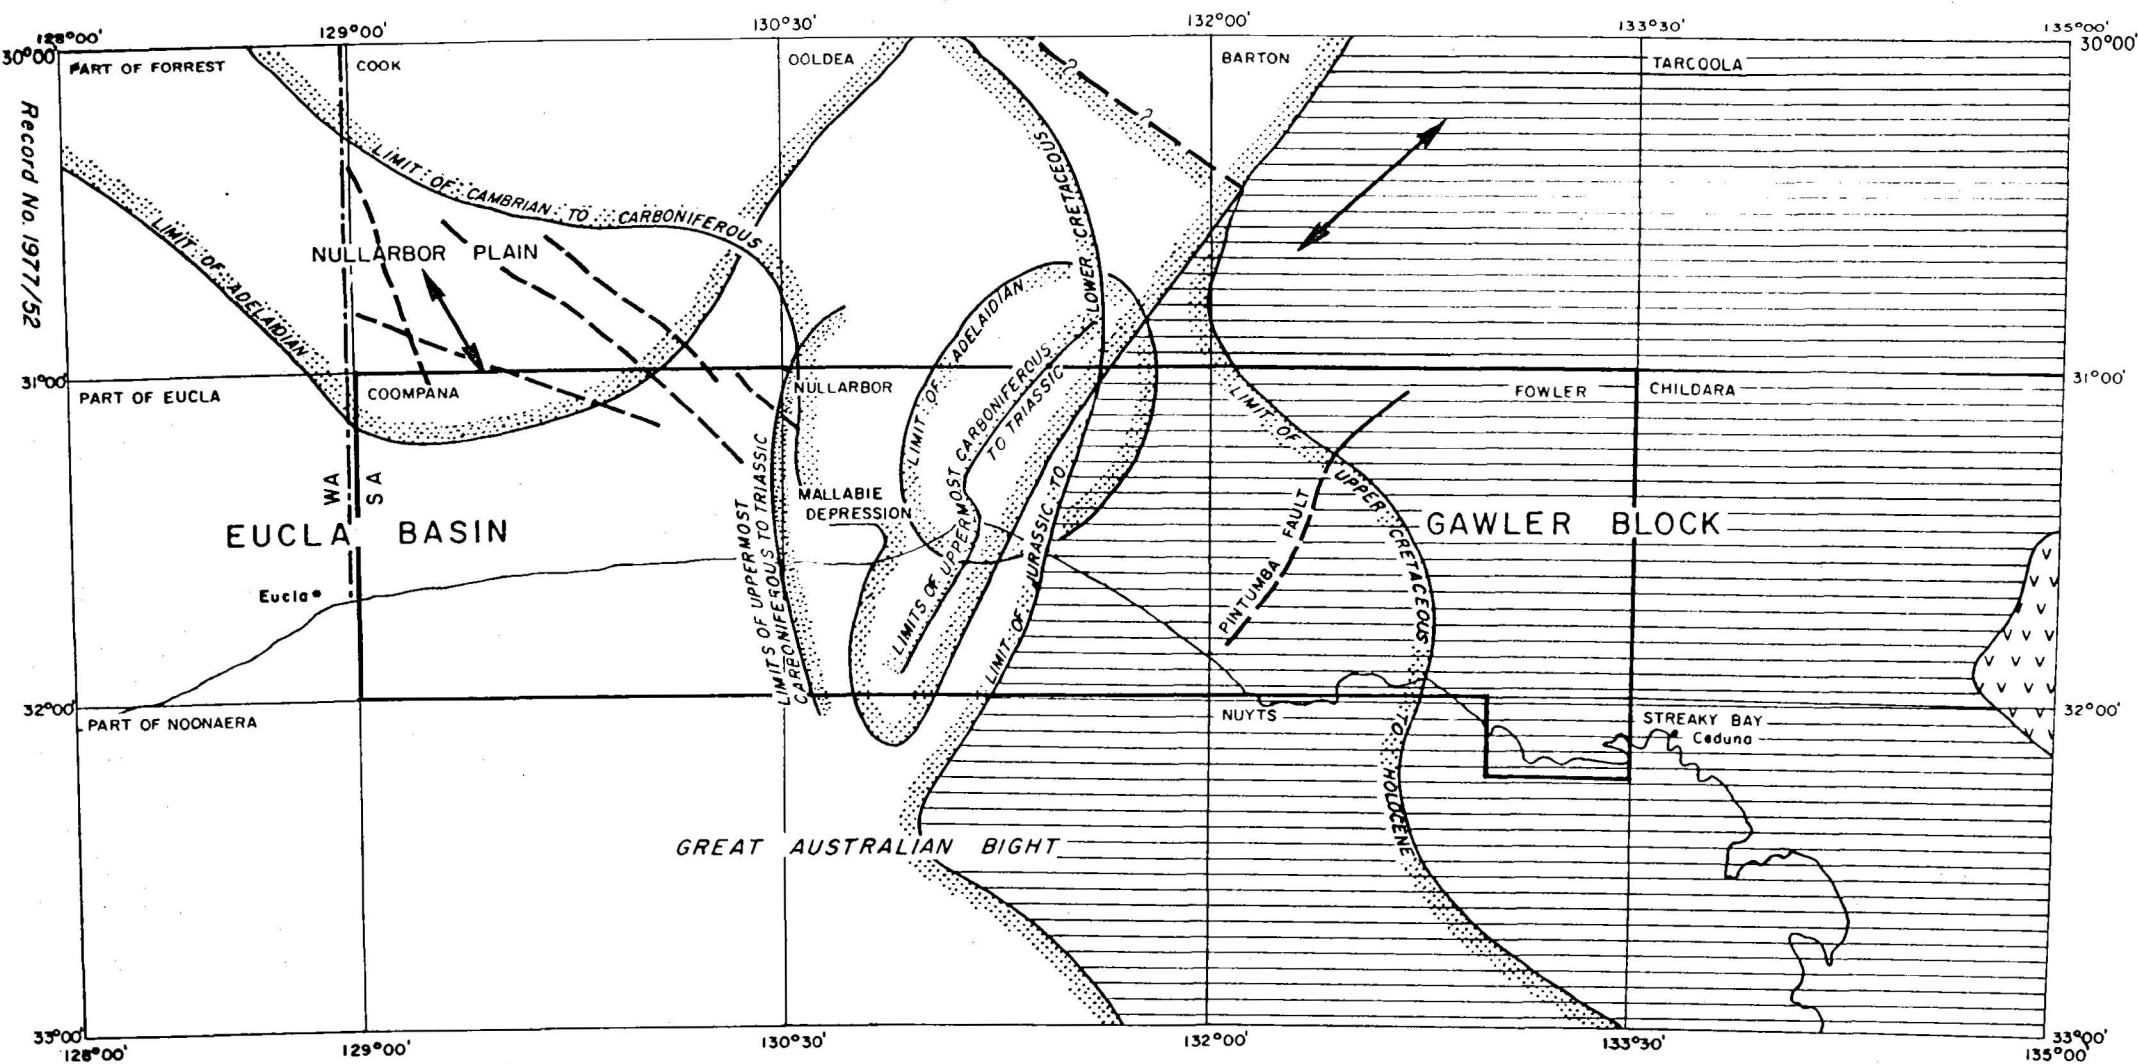 128°00'
129°00'
130°30'
132°00'
133°30'
135°00'
30°00'
30°00'
PART OF FORREST
COOK
OOLDEA
BARTON
TARCOOLA
Record No. 1977/52
?
?
LIMIT OF CAMBRIAN TO CARBONIFEROUS
LOWER CRETACEOUS
LIMIT OF ADELAIDIAN
NULLARBOR PLAIN
LIMIT OF ADELAIDIAN
31°00'
31°00'
PART OF EUCLA
COOMPANA
NULLARBOR
FOWLER
CHILDARA
LIMITS OF UPPERMOST CARBONIFEROUS
TO TRIASSIC
LIMIT OF UPPER CRETACEOUS TO HOLOCENE
WA
SA
MALLABIE
DEPRESSION
LIMITS OF UPPERMOST
CARBONIFEROUS TO TRIASSIC
LIMIT OF JURASSIC TO
PINTUMBA FAULT
EUCLA BASIN
GAWLER BLOCK
Eucla
32°00'
32°00'
PART OF NOONAERA
NUYTS
STREAKY BAY
Ceduna
GREAT AUSTRALIAN BIGHT
33°00'
33°00'
128°00'
129°00'
130°30'
132°00'
133°30'
135°00'